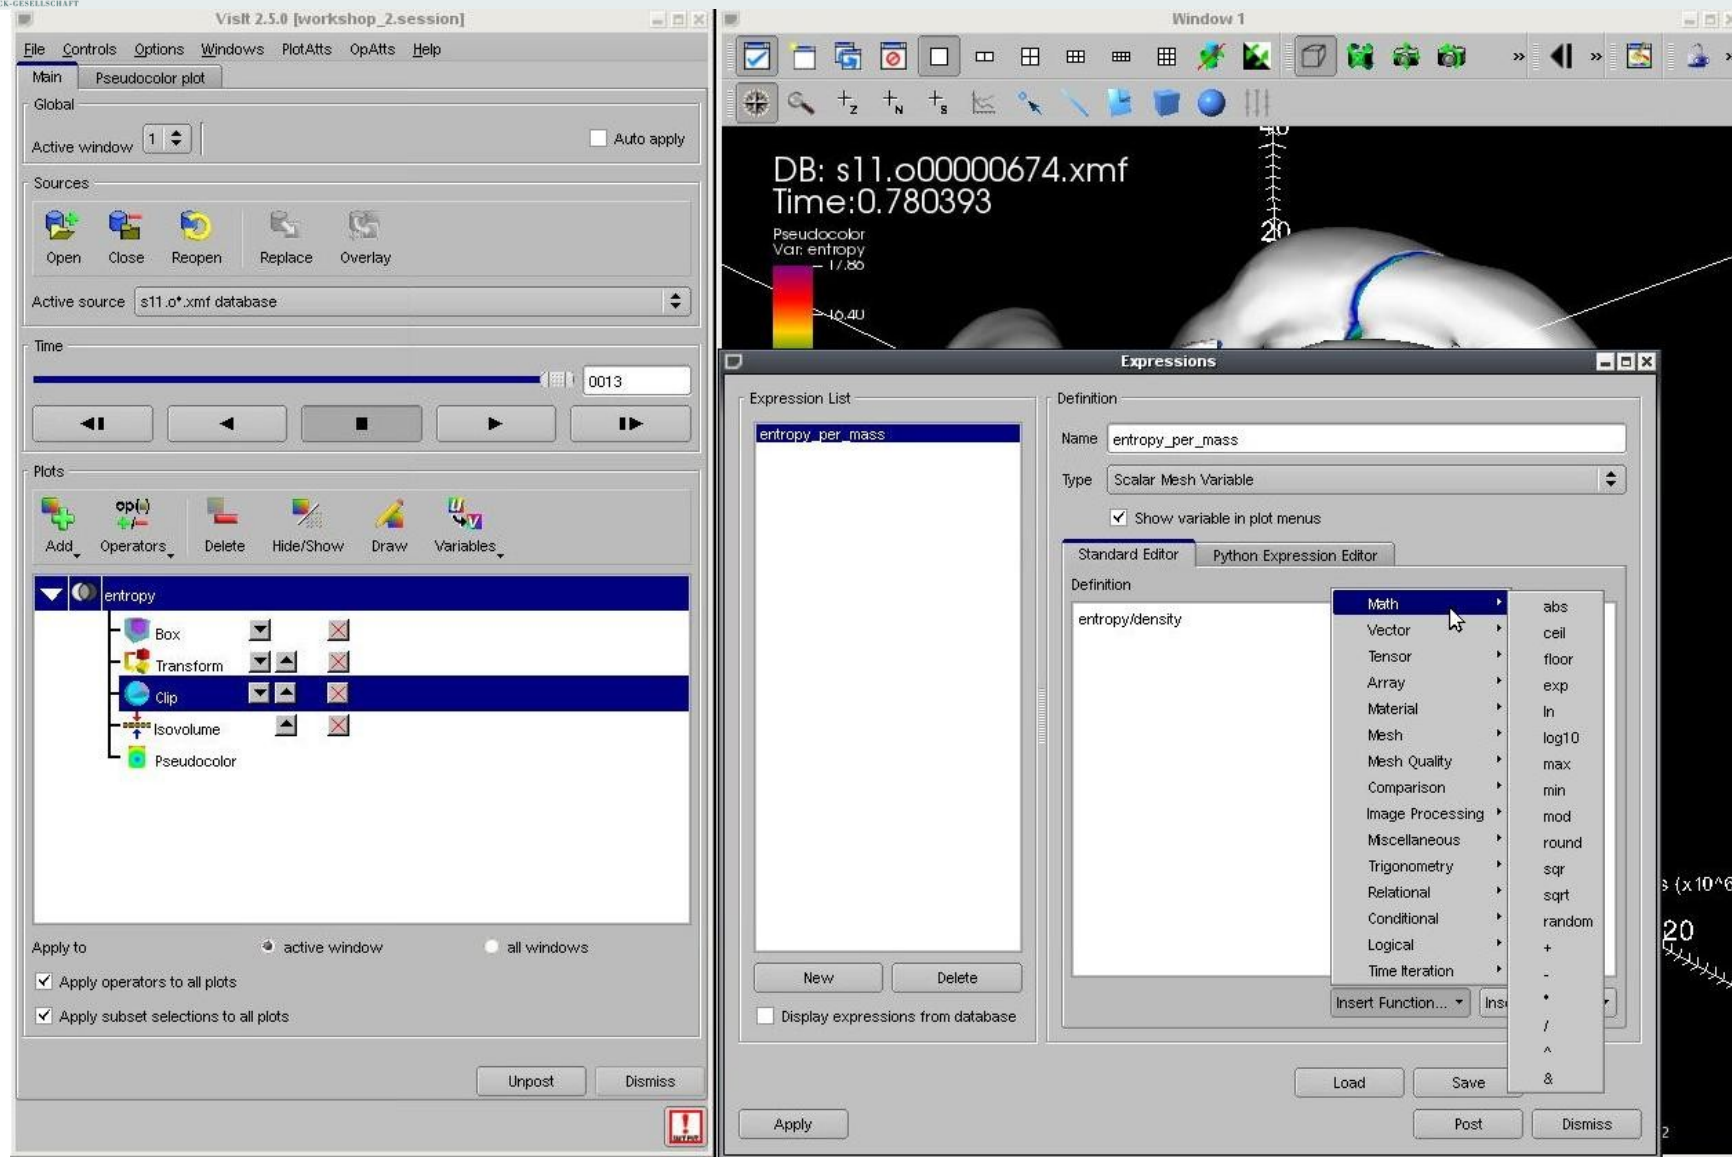 CK-GESELLSCHAFT
VisIt 2.5.0 [workshop_2.session]
File Controls Options Windows PlotAtts OpAtts Help
Main Pseudocolor plot
Global
Active window 1 Auto apply
Sources
Open Close Reopen Replace Overlay
Active source s11.o*.xmf database
Time
0013
Plots
op(-)
Add Operators Delete Hide/Show Draw Variables
entropy
Box
Transform
Clip
Isovolume
Pseudocolor
Apply to active window all windows
Apply operators to all plots
Apply subset selections to all plots
Unpost Dismiss
Window 1
DB: s11.o00000674.xmf
Time:0.780393
Pseudocolor
Var: entropy
17.86
16.40
40
20
Expressions
Expression List
entropy_per_mass
New Delete
Display expressions from database
Definition
Name entropy_per_mass
Type Scalar Mesh Variable
Show variable in plot menus
Standard Editor Python Expression Editor
Definition
entropy/density
Math
Vector
Tensor
Array
Material
Mesh
Mesh Quality
Comparison
Image Processing
Miscellaneous
Trigonometry
Relational
Conditional
Logical
Time Iteration
abs
ceil
floor
exp
ln
log10
max
min
mod
round
sqr
sqrt
random
+
-
*
/
^
&
Insert Function... Ins
Load Save
Apply Post Dismiss
s (x10^6
20
2